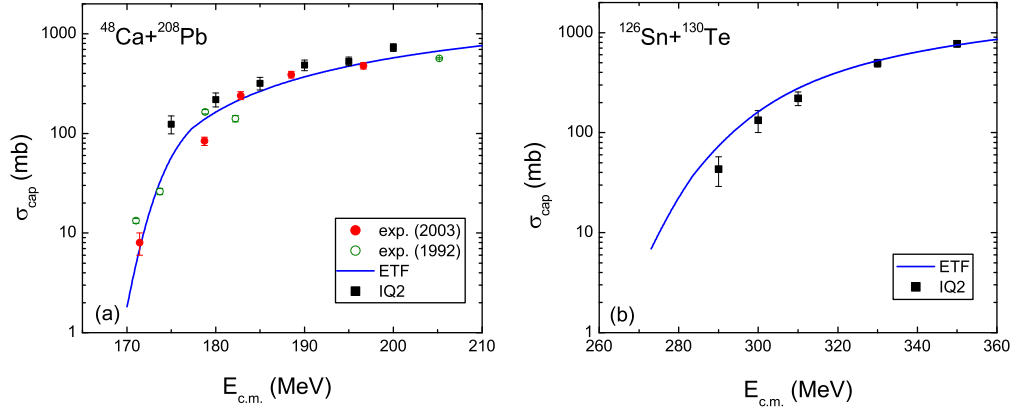 ⁴⁸Ca+²⁰⁸Pb
1000
100
10
1
σcap (mb)
exp. (2003)
exp. (1992)
ETF
IQ2
(a)
170 180 190 200 210
Ec.m. (MeV)
¹²⁶Sn+¹³⁰Te
1000
100
10
1
σcap (mb)
ETF
IQ2
(b)
260 280 300 320 340 360
Ec.m. (MeV)